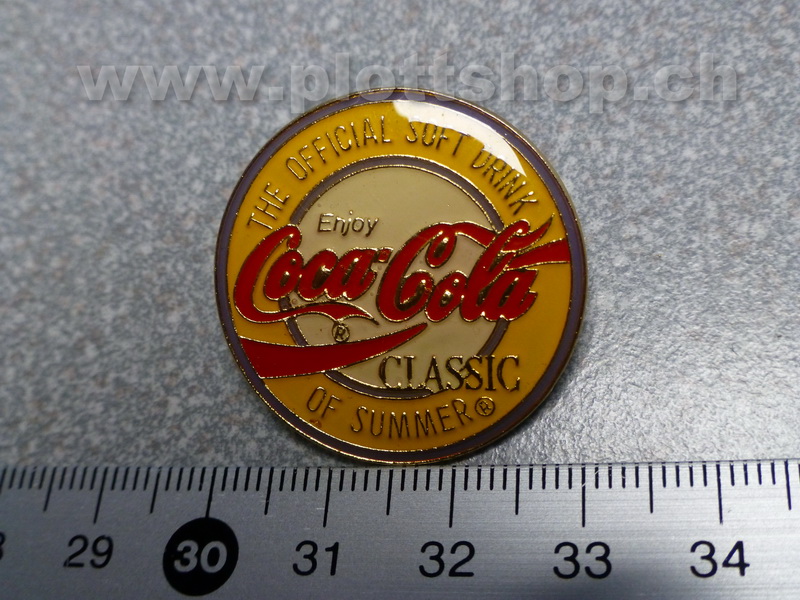 www.plottshop.ch
THE OFFICIAL SOFT DRINK
Enjoy
Coca-Cola
®
CLASSIC
OF SUMMER®
29 30 31 32 33 34